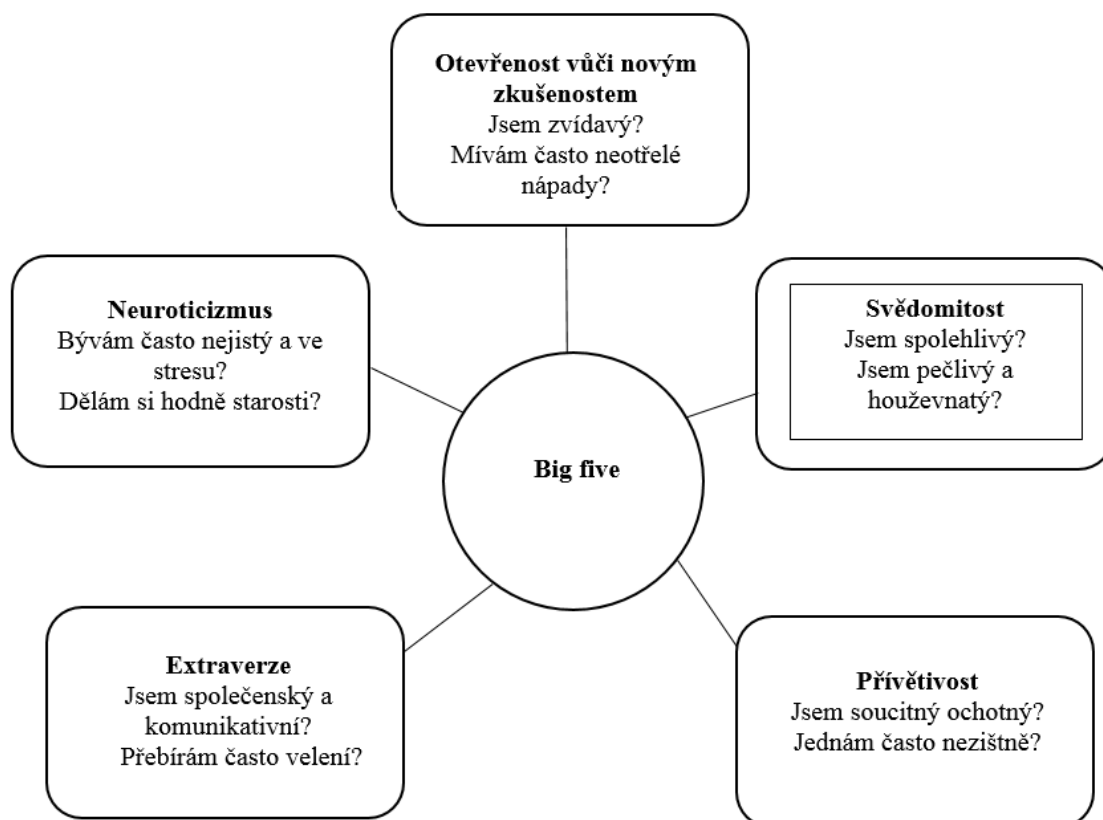 Otevřenost vůči novým
zkušenostem
Jsem zvídavý?
Mívám často neotřelé
nápady?
Neuroticizmus
Bývám často nejistý a ve
stresu?
Dělám si hodně starosti?
Svědomitost
Jsem spolehlivý?
Jsem pečlivý a
houževnatý?
Big five
Extraverze
Jsem společenský a
komunikativní?
Přebírám často velení?
Přívětivost
Jsem soucitný ochotný?
Jednám často nezištně?